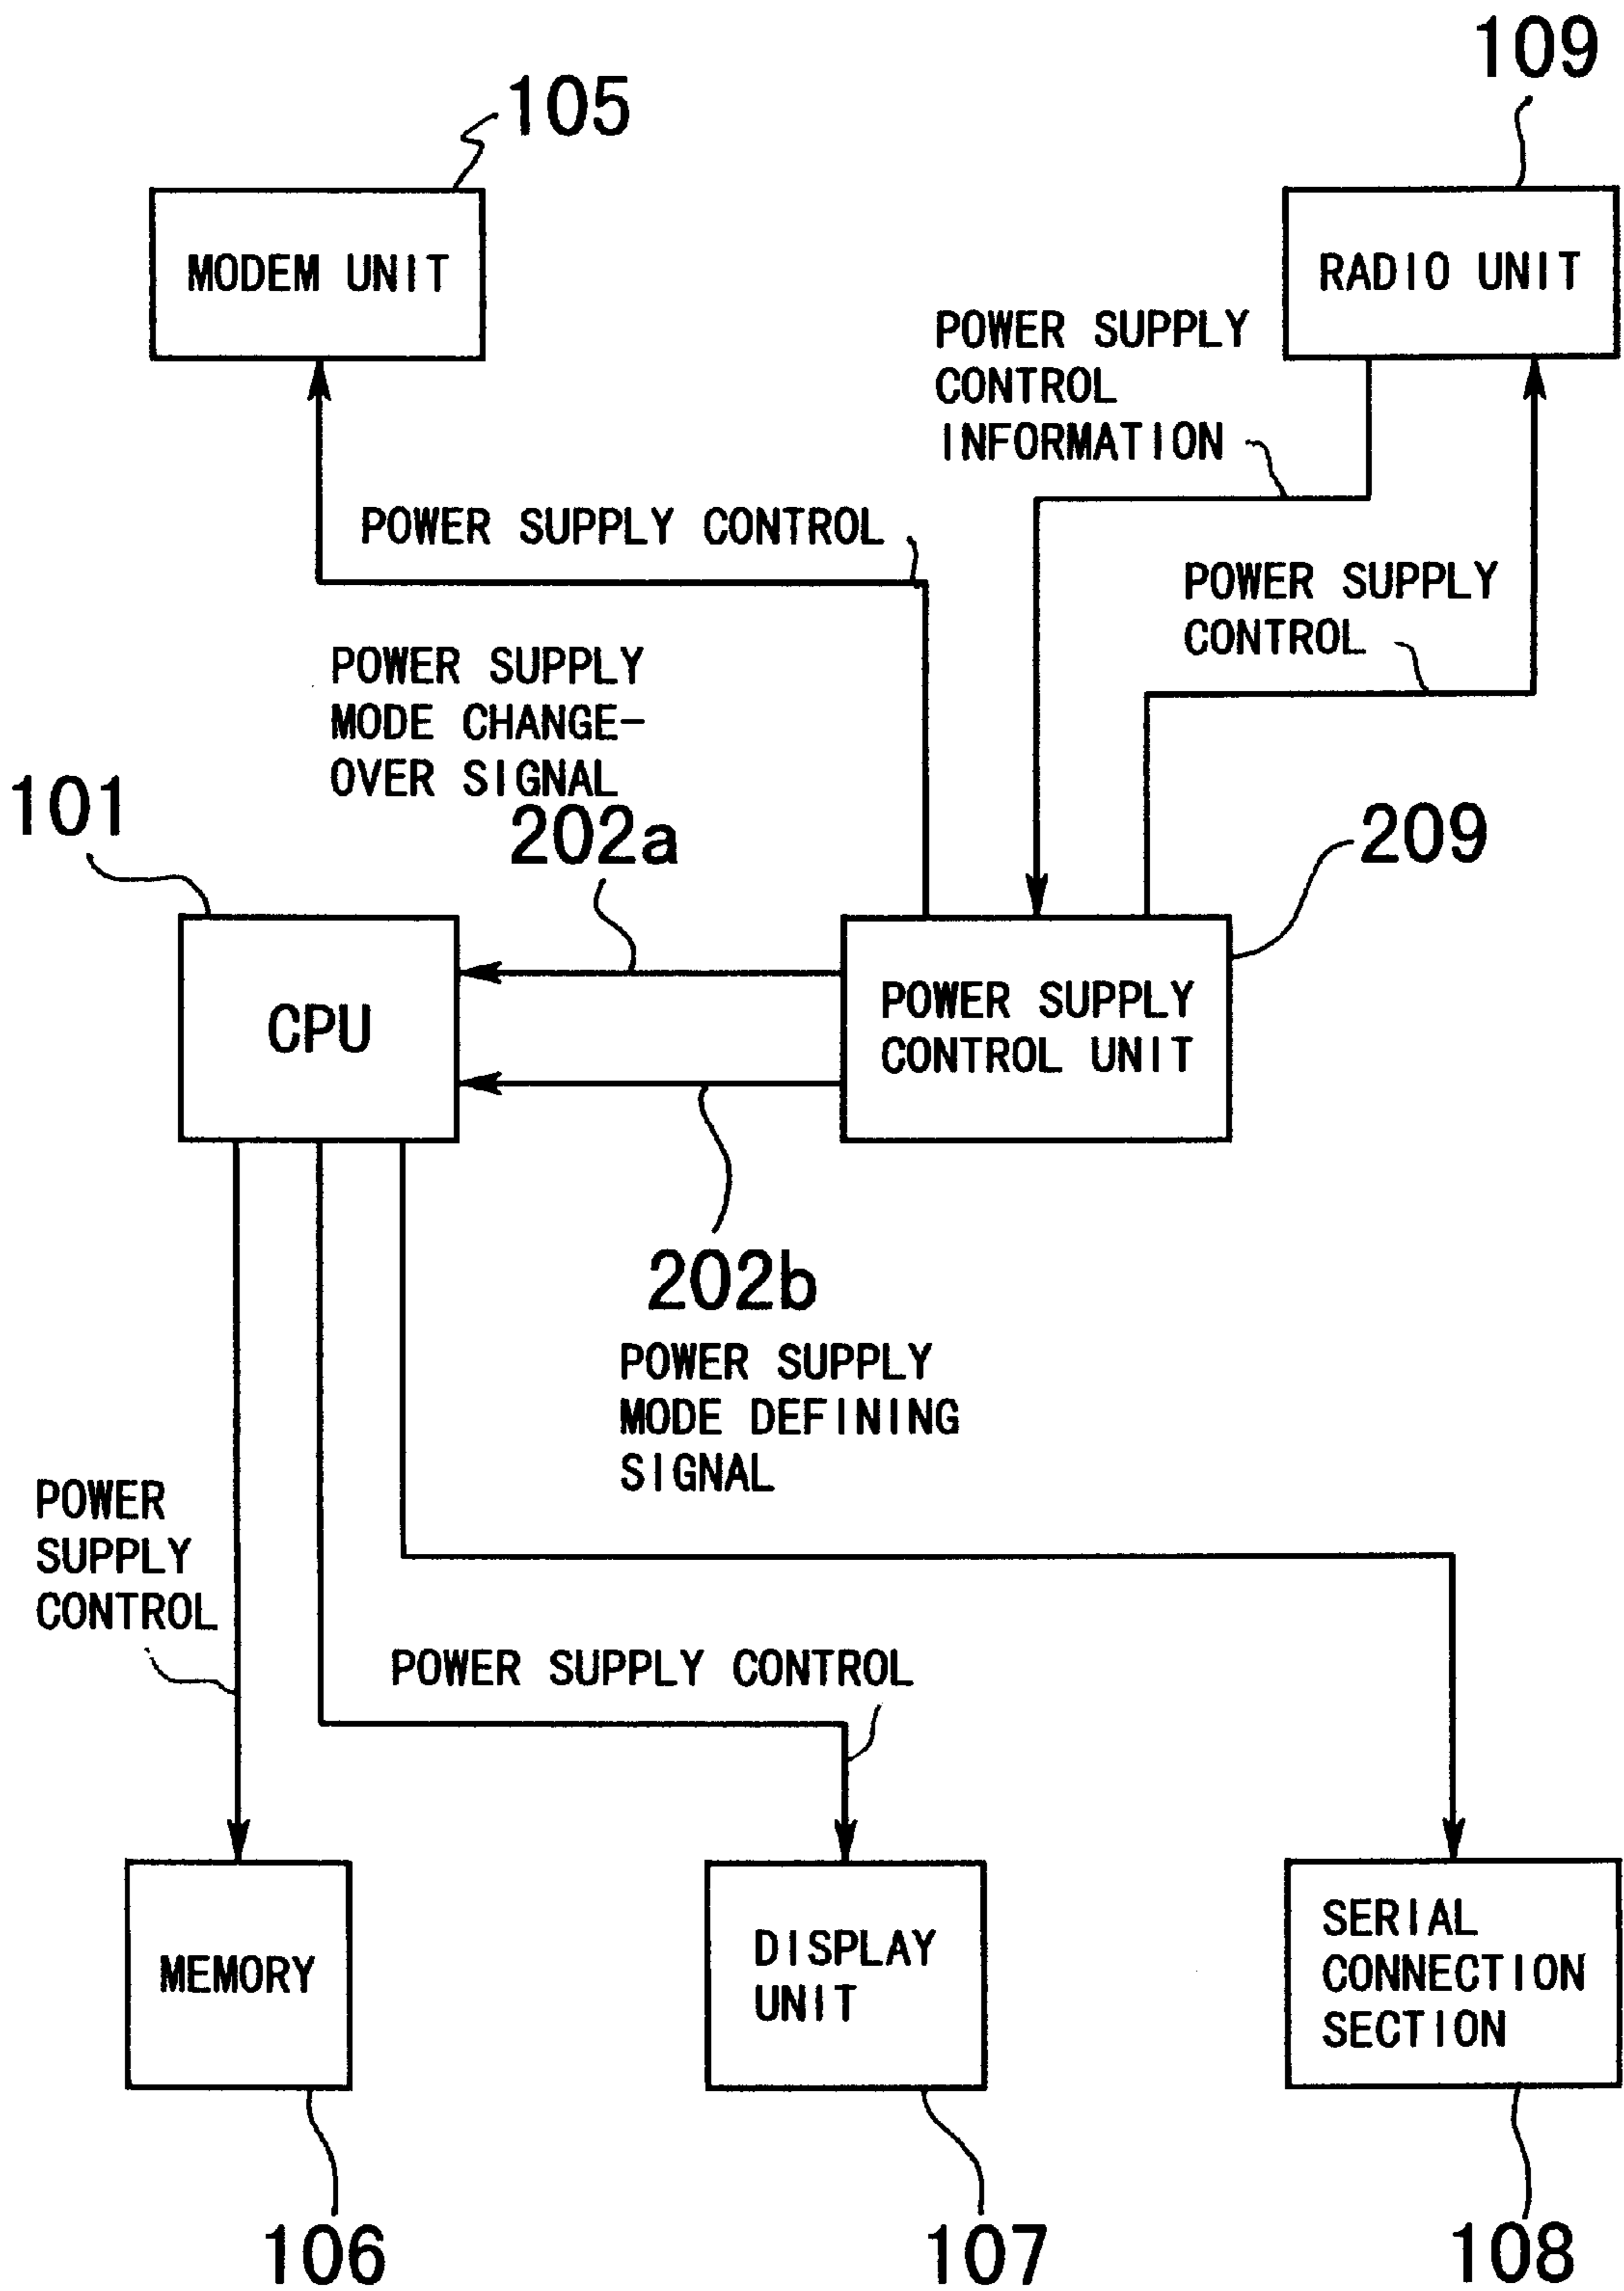 109
105
MODEM UNIT
RADIO UNIT
POWER SUPPLY
CONTROL
INFORMATION
POWER SUPPLY CONTROL
POWER SUPPLY
CONTROL
POWER SUPPLY
MODE CHANGE-
OVER SIGNAL
101
202a
209
CPU
POWER SUPPLY
CONTROL UNIT
202b
POWER SUPPLY
MODE DEFINING
SIGNAL
POWER
SUPPLY
CONTROL
POWER SUPPLY CONTROL
MEMORY
DISPLAY
UNIT
SERIAL
CONNECTION
SECTION
106
107
108